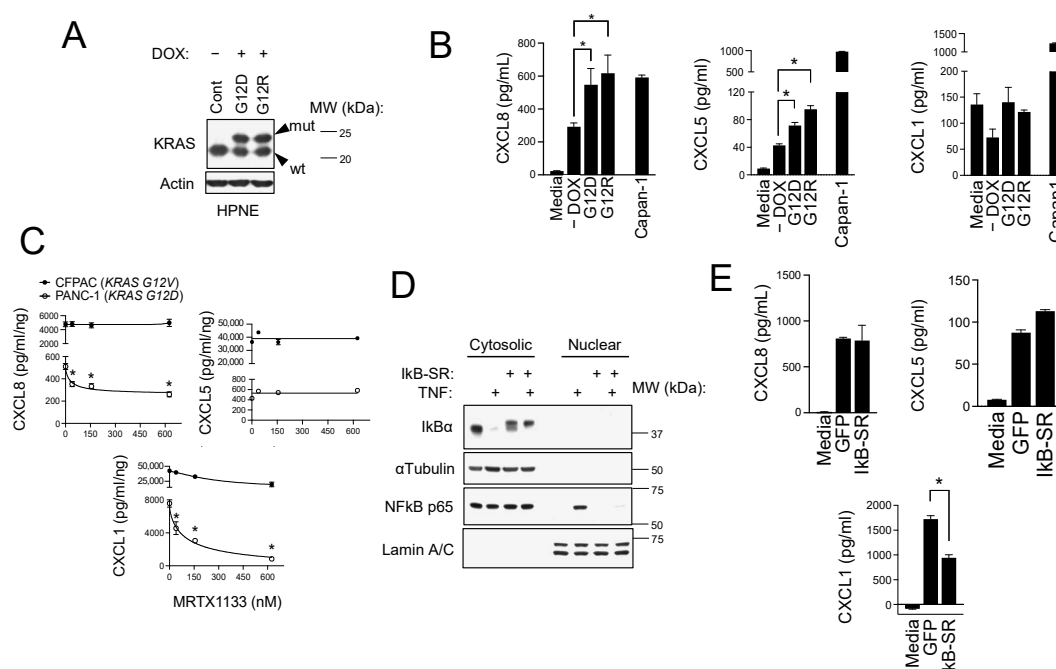 A
DOX: – + +
Cont G12D G12R MW (kDa):
KRAS
mut
25
20
wt
Actin
HPNE
B
CXCL8 (pg/mL)
800
600
400
200
0
* *
Media – DOX G12D G12R Capan-1
CXCL5 (pg/ml)
1000
500
120
80
40
0
* *
Media – DOX G12D G12R Capan-1
CXCL1 (pg/ml)
1000
500
200
150
100
50
0
Media – DOX G12D G12R
C
CFPAC (KRAS G12V)
PANC-1 (KRAS G12D)
CXCL8 (pg/ml/ng)
6000
4000
2000
600
400
200
0
* * *
0 150 300 450 600
CXCL5 (pg/ml/ng)
50,000
40,000
30,000
20,000
10,000
800
600
400
200
0
0 150 300 450 600
CXCL1 (pg/ml/ng)
50,000
25,000
8000
4000
0
* * *
0 150 300 450 600
MRTX1133 (nM)
D
Cytosolic Nuclear
IkB-SR: + + + +
TNF: + + + +
MW (kDa):
IkBα
37
αTubulin
50
NFkB p65
75
50
Lamin A/C
75
E
CXCL8 (pg/mL)
1500
1000
500
0
Media GFP IkB-SR
CXCL5 (pg/ml)
150
100
50
0
Media GFP IkB-SR
CXCL1 (pg/ml)
2000
1500
1000
500
0
*
Media GFP IkB-SR